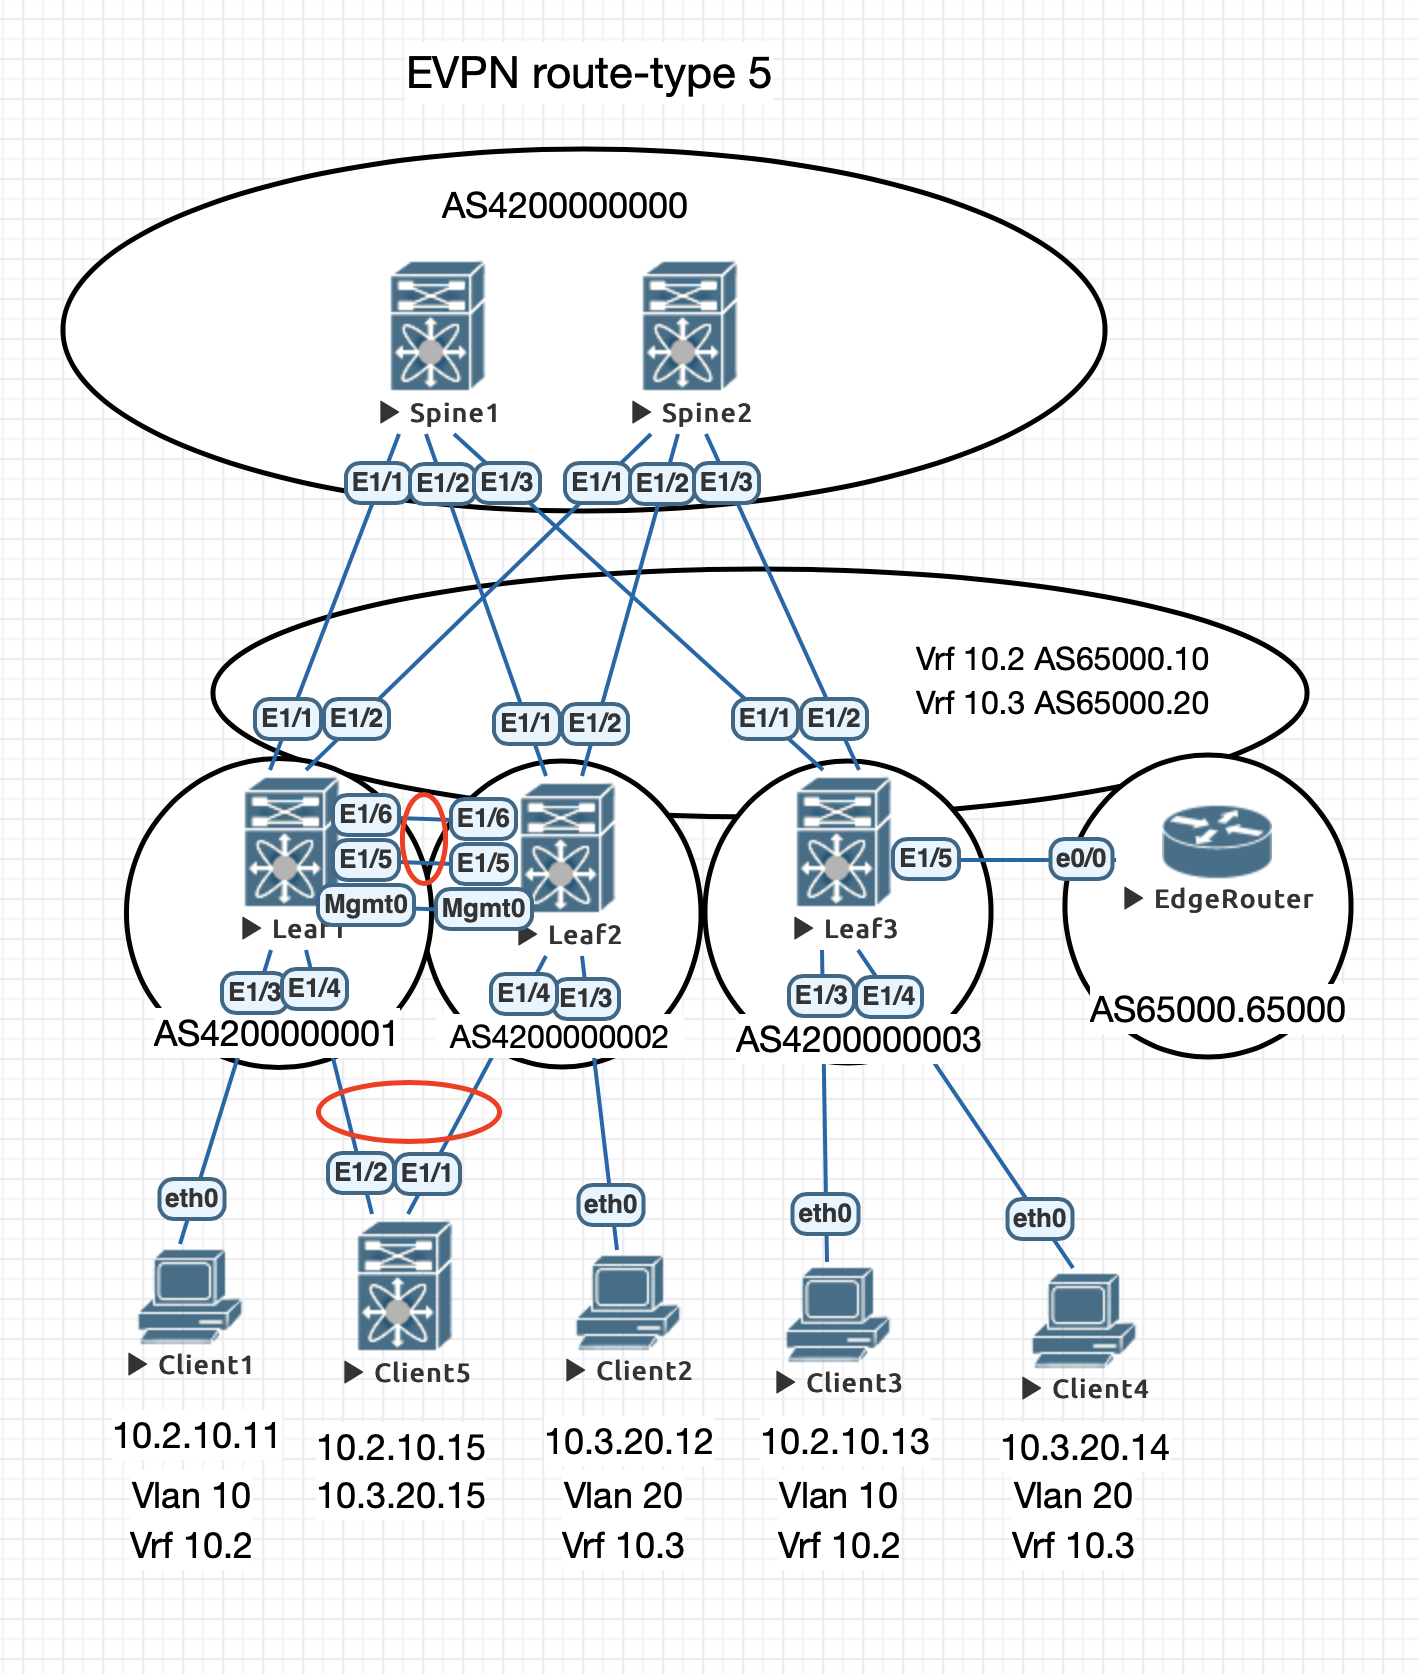 EVPN route-type 5
AS4200000000
Spine1
Spine2
E1/1 E1/2 E1/3
E1/1 E1/2 E1/3
Vrf 10.2 AS65000.10
Vrf 10.3 AS65000.20
E1/1 E1/2
E1/1 E1/2
E1/1 E1/2
E1/6 E1/6
E1/5 E1/5
Mgmt0 Mgmt0
E1/5 e0/0
Leaf1
Leaf2
Leaf3
EdgeRouter
E1/3 E1/4
E1/4 E1/3
E1/3 E1/4
AS4200000001
AS4200000002
AS4200000003
AS65000.65000
E1/2 E1/1
eth0
eth0
eth0
eth0
Client1
Client5
Client2
Client3
Client4
10.2.10.11
Vlan 10
Vrf 10.2
10.2.10.15
10.3.20.15
10.3.20.12
Vlan 20
Vrf 10.3
10.2.10.13
Vlan 10
Vrf 10.2
10.3.20.14
Vlan 20
Vrf 10.3